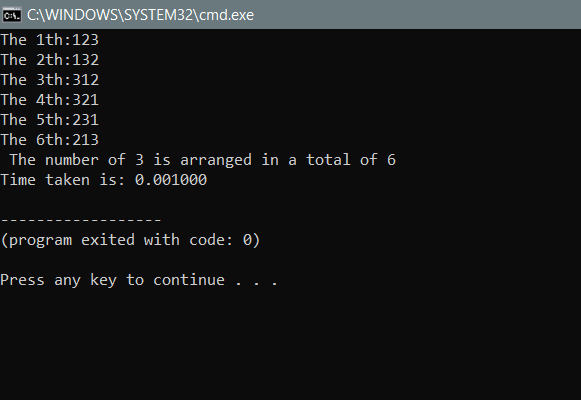 C:\WINDOWS\SYSTEM32\cmd.exe
The 1th:123
The 2th:132
The 3th:312
The 4th:321
The 5th:231
The 6th:213
 The number of 3 is arranged in a total of 6
Time taken is: 0.001000
------------------
(program exited with code: 0)
Press any key to continue . . .